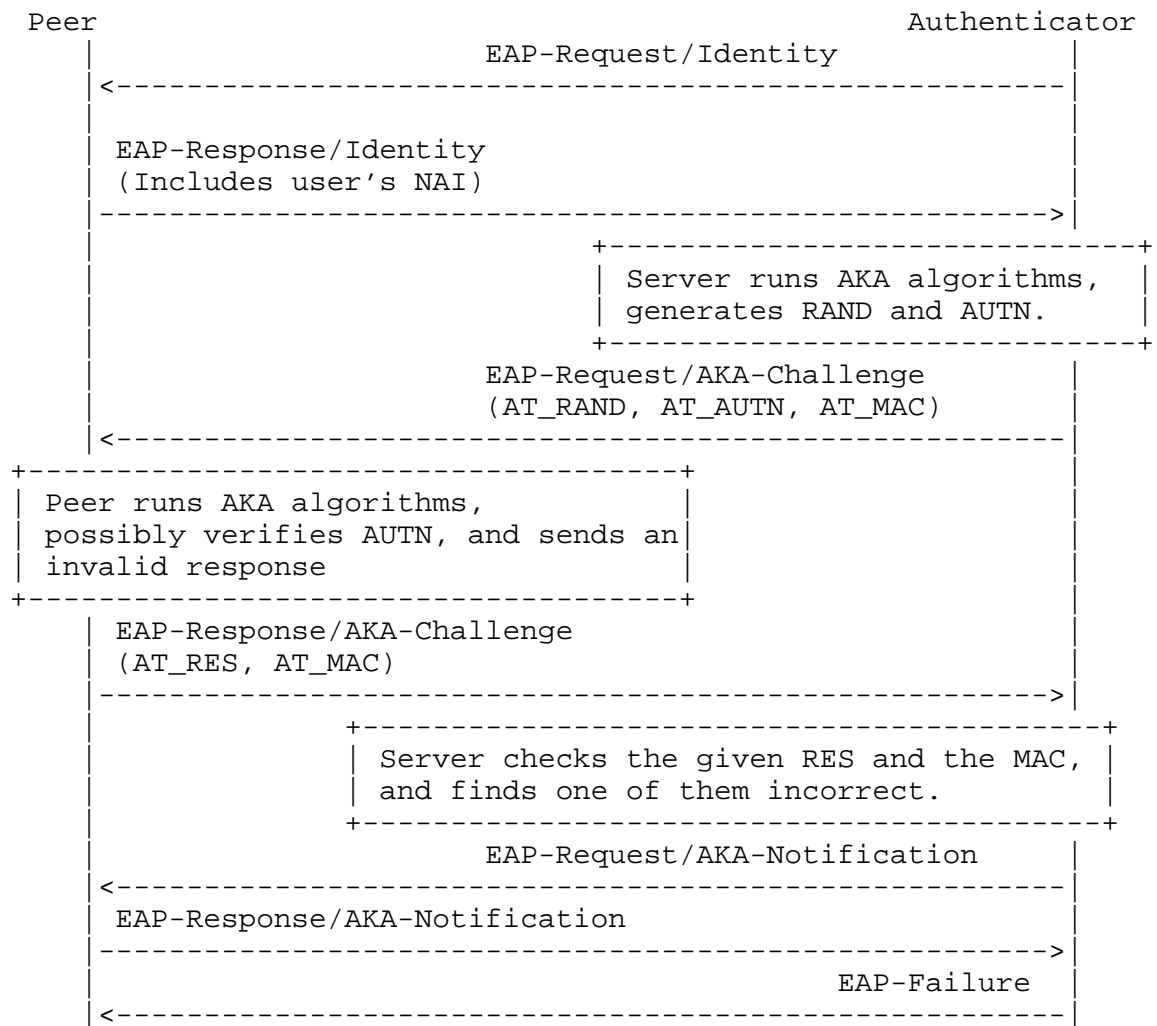 Peer Authenticator
EAP-Request/Identity
EAP-Response/Identity
(Includes user's NAI)
Server runs AKA algorithms,
generates RAND and AUTN.
EAP-Request/AKA-Challenge
(AT_RAND, AT_AUTN, AT_MAC)
Peer runs AKA algorithms,
possibly verifies AUTN, and sends an
invalid response
EAP-Response/AKA-Challenge
(AT_RES, AT_MAC)
Server checks the given RES and the MAC,
and finds one of them incorrect.
EAP-Request/AKA-Notification
EAP-Response/AKA-Notification
EAP-Failure